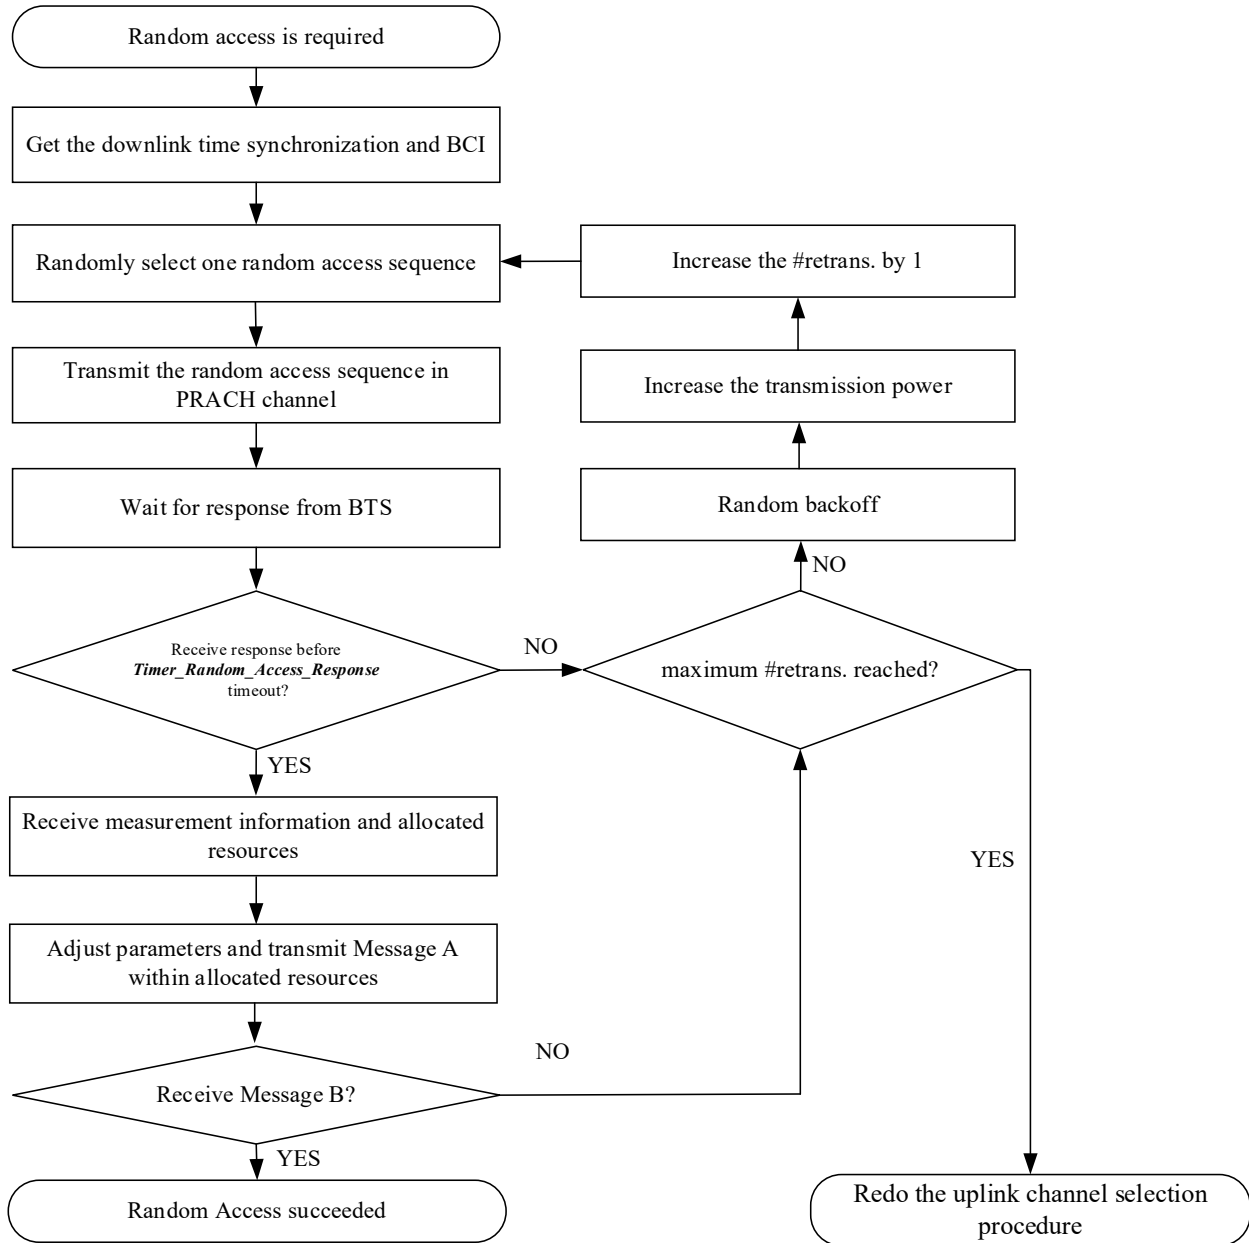 Random access is required
Get the downlink time synchronization and BCI
Randomly select one random access sequence
Increase the #retrans. by 1
Transmit the random access sequence in
PRACH channel
Increase the transmission power
Wait for response from BTS
Random backoff
NO
Receive response before
Timer_Random_Access_Response
timeout?
NO
maximum #retrans. reached?
YES
Receive measurement information and allocated
resources
YES
Adjust parameters and transmit Message A
within allocated resources
NO
Receive Message B?
YES
Random Access succeeded
Redo the uplink channel selection
procedure